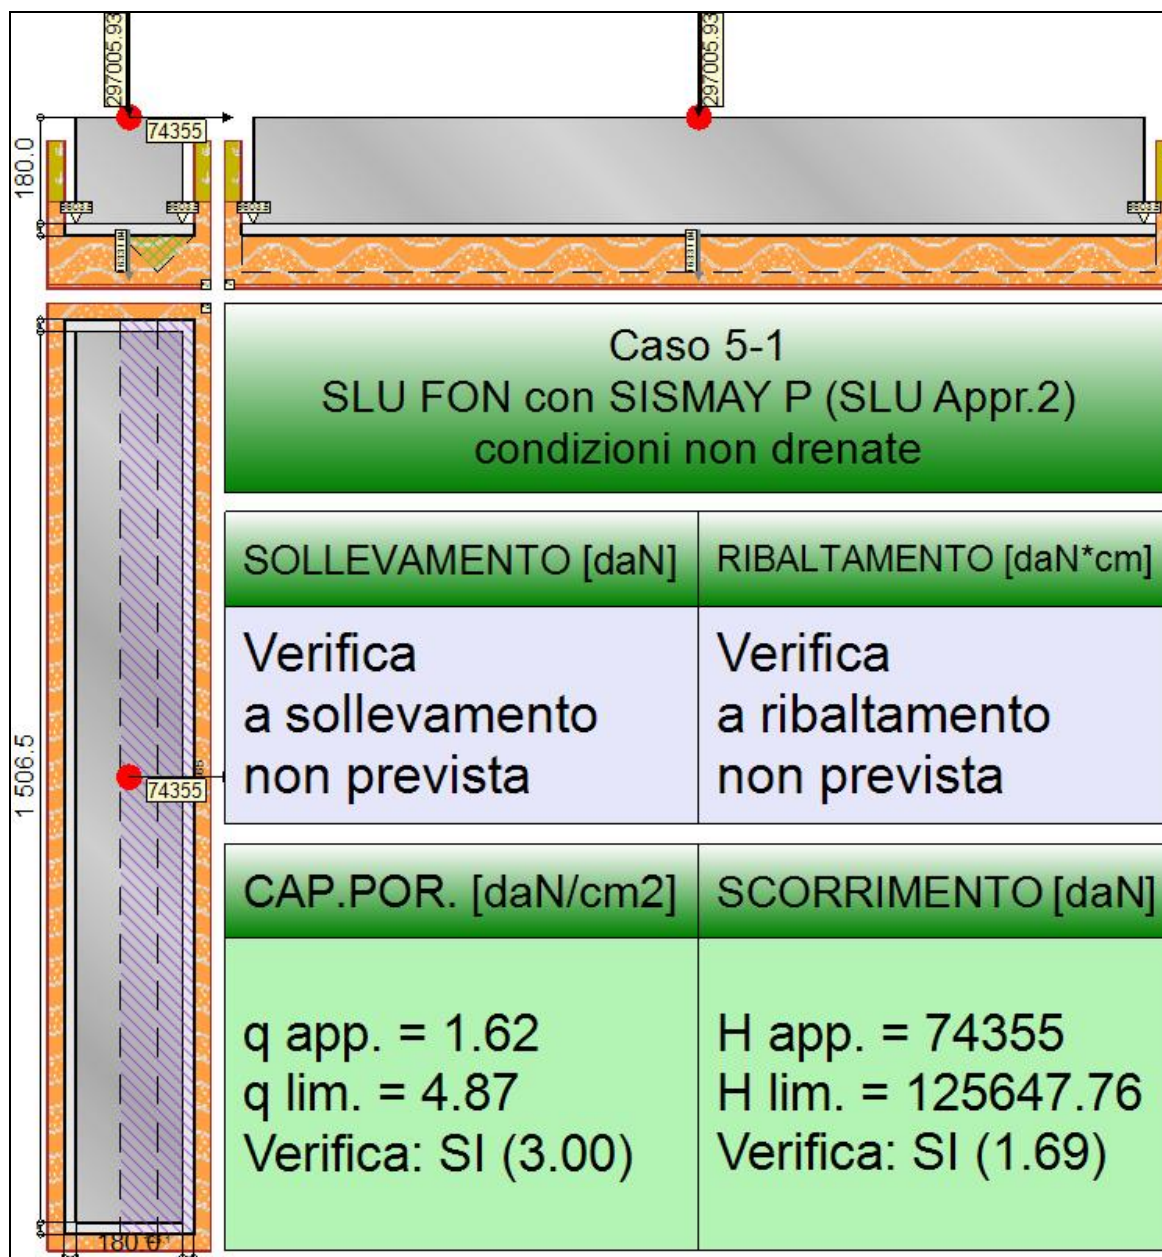 297005.93
297005.93
74355
180.0
Caso 5-1
SLU FON con SISMAY P (SLU Appr.2)
condizioni non drenate
SOLLEVAMENTO [daN]
RIBALTAMENTO [daN*cm]
Verifica
a sollevamento
non prevista
Verifica
a ribaltamento
non prevista
1506.5
74355
CAP.POR. [daN/cm2]
SCORRIMENTO [daN]
q app. = 1.62
q lim. = 4.87
Verifica: SI (3.00)
H app. = 74355
H lim. = 125647.76
Verifica: SI (1.69)
180.0